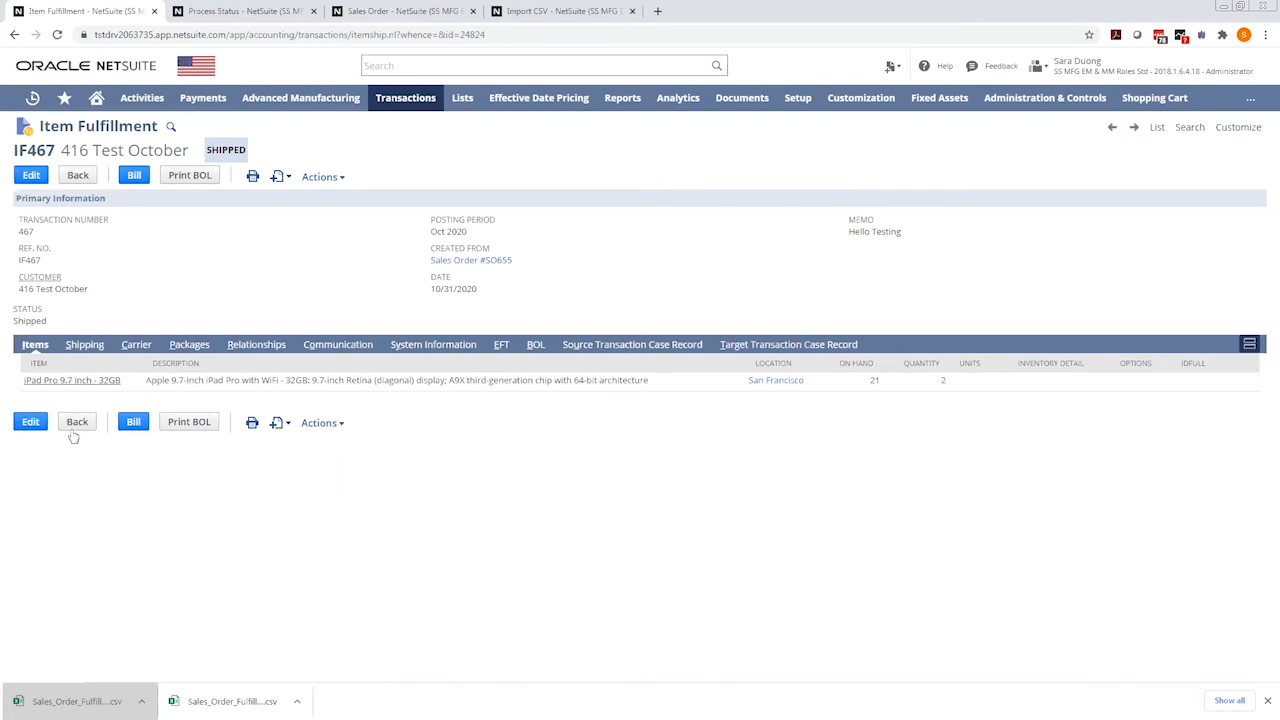 Item Fulfillment - NetSuite (SS M
Process Status - NetSuite (SS MF
Sales Order - NetSuite (SS MFG E
Import CSV - NetSuite (SS MFG &
tstdrv2063735.app.netsuite.com/app/accounting/transactions/itemship.nl?whence=&id=24824
ORACLE NETSUITE
Search
Help
Feedback
Sara Duong
SS MFG EM & MM Roles Std - 2018.1.6.4.18 - Administrator
Activities Payments Advanced Manufacturing Transactions Lists Effective Date Pricing Reports Analytics Documents Setup Customization Fixed Assets Administration & Controls Shopping Cart ...
Item Fulfillment
List Search Customize
IF467 416 Test October SHIPPED
Edit Back Bill Print BOL Actions
Primary Information
TRANSACTION NUMBER
467
REF. NO.
IF467
CUSTOMER
416 Test October
STATUS
Shipped
POSTING PERIOD
Oct 2020
CREATED FROM
Sales Order #SO655
DATE
10/31/2020
MEMO
Hello Testing
Items Shipping Carrier Packages Relationships Communication System Information EFT BOL Source Transaction Case Record Target Transaction Case Record
ITEM DESCRIPTION LOCATION ON HAND QUANTITY UNITS INVENTORY DETAIL OPTIONS IDFULL
iPad Pro 9.7 inch - 32GB Apple 9.7-Inch iPad Pro with WiFi - 32GB; 9.7-inch Retina (diagonal) display; A9X third-generation chip with 64-bit architecture San Francisco 21 2
Edit Back Bill Print BOL Actions
Sales_Order_Fulfill....csv
Sales_Order_Fulfill....csv
Show all